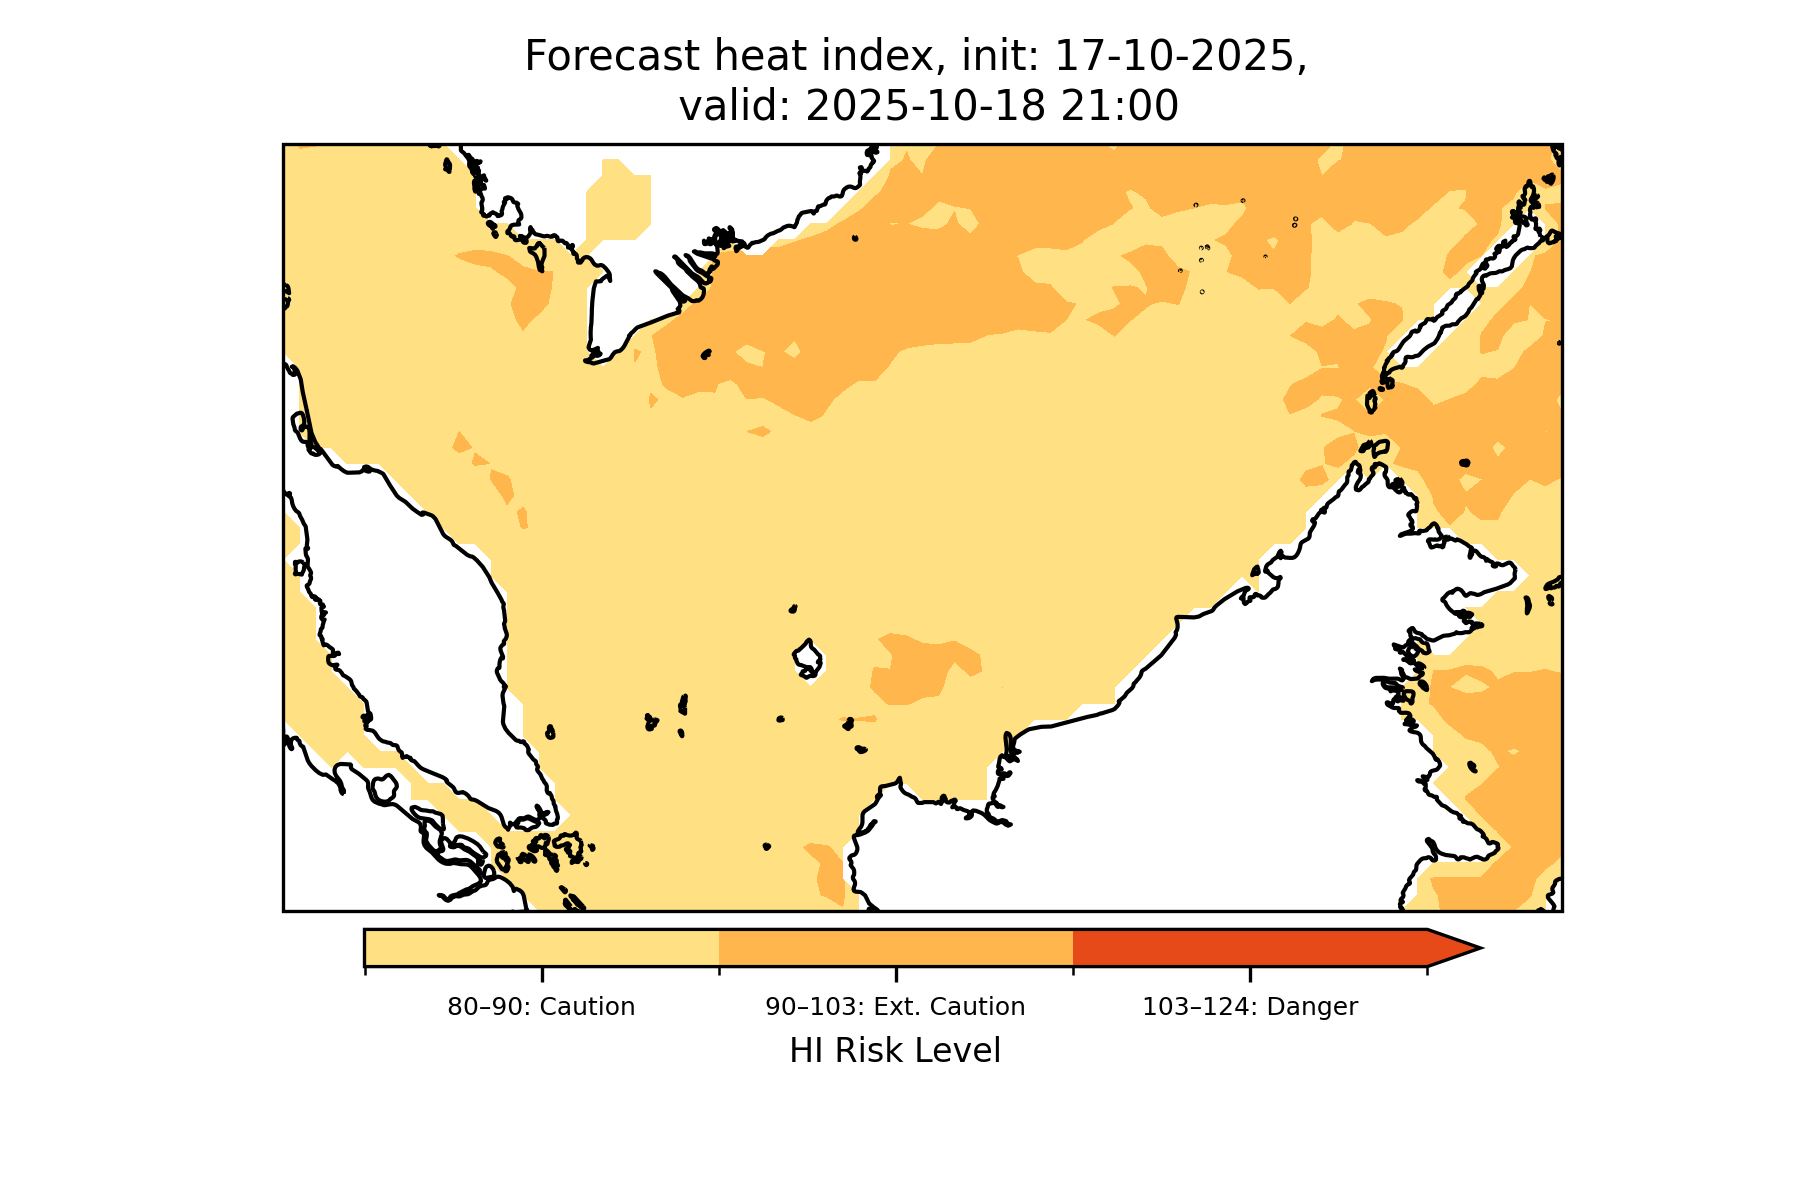 Forecast heat index, init: 17-10-2025,
valid: 2025-10-18 21:00
80–90: Caution
90–103: Ext. Caution
103–124: Danger
HI Risk Level